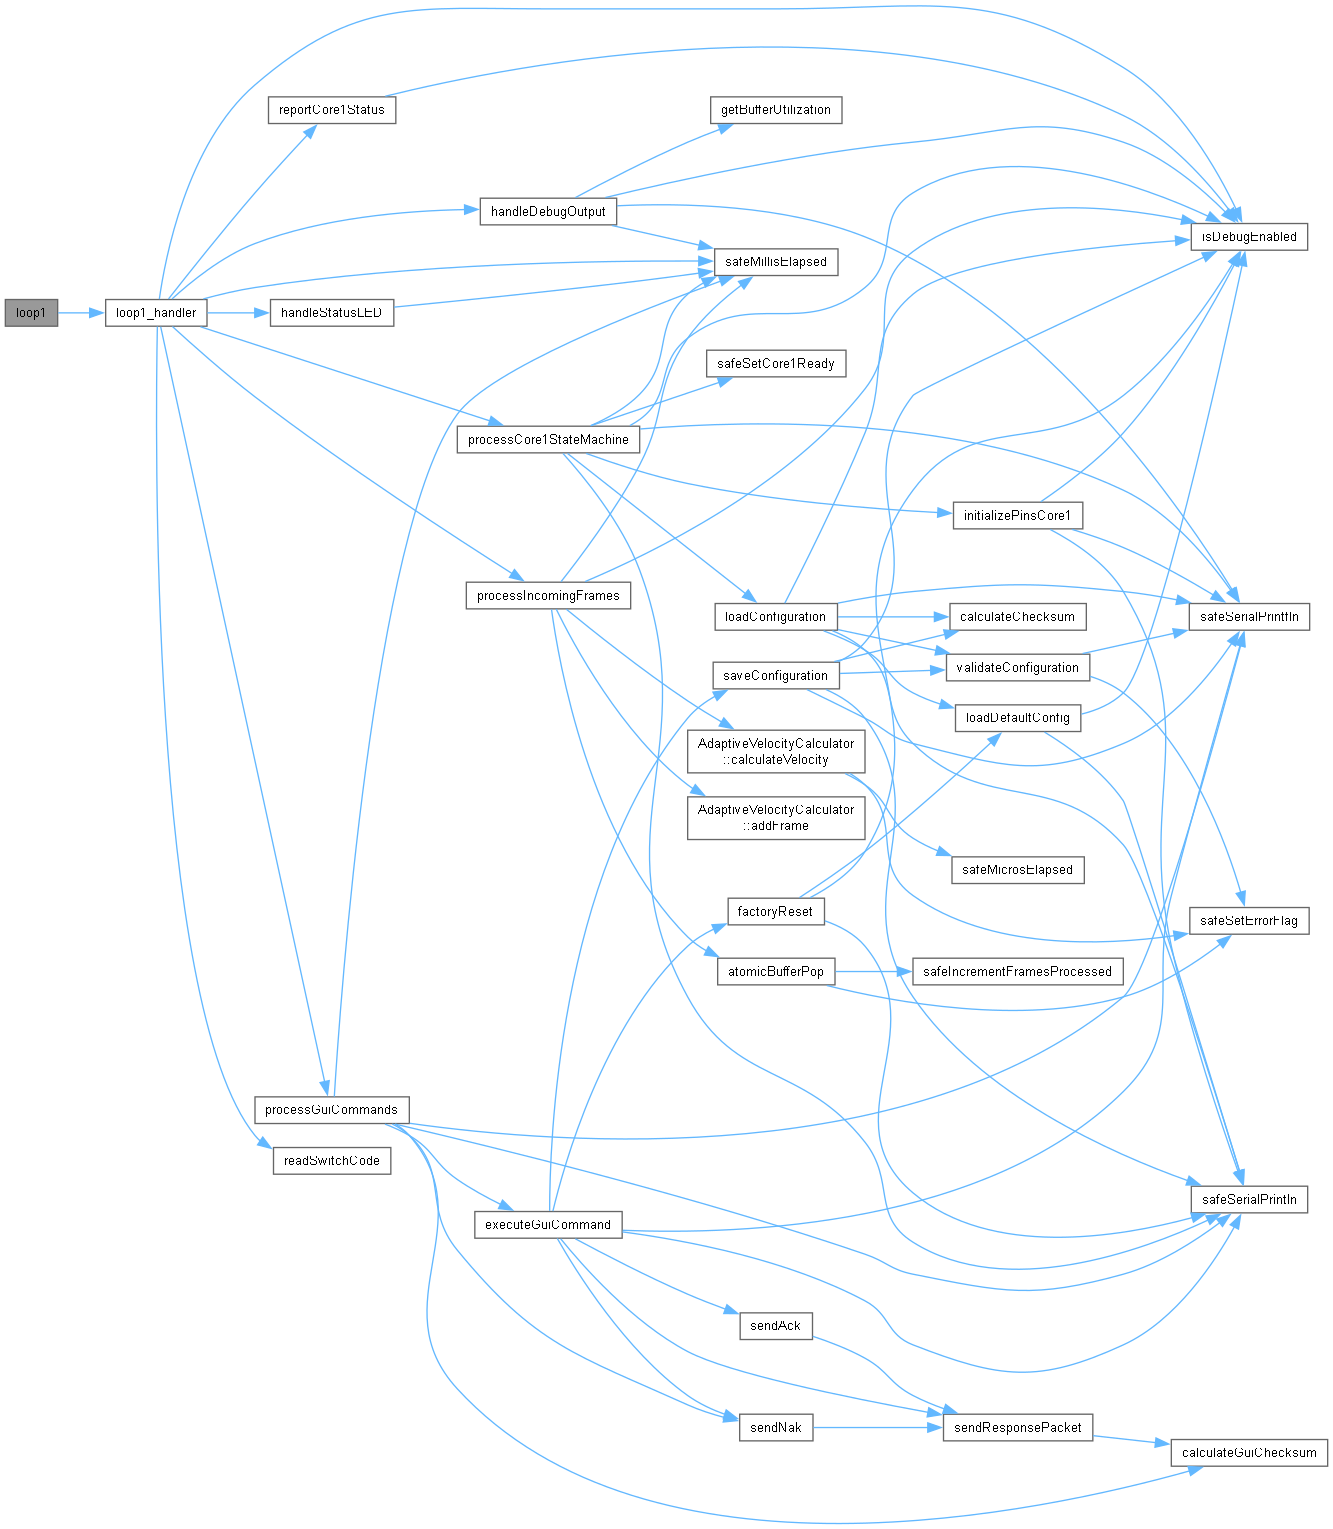 reportCore1Status
getBufferUtilization
handleDebugOutput
isDebugEnabled
safeMillisElapsed
loop1
loop1_handler
handleStatusLED
safeSetCore1Ready
processCore1StateMachine
initializePinsCore1
processIncomingFrames
loadConfiguration
calculateChecksum
safeSerialPrintfln
validateConfiguration
saveConfiguration
loadDefaultConfig
AdaptiveVelocityCalculator
::calculateVelocity
AdaptiveVelocityCalculator
::addFrame
safeMicrosElapsed
factoryReset
safeSetErrorFlag
atomicBufferPop
safeIncrementFramesProcessed
processGuiCommands
readSwitchCode
safeSerialPrintln
executeGuiCommand
sendAck
sendNak
sendResponsePacket
calculateGuiChecksum